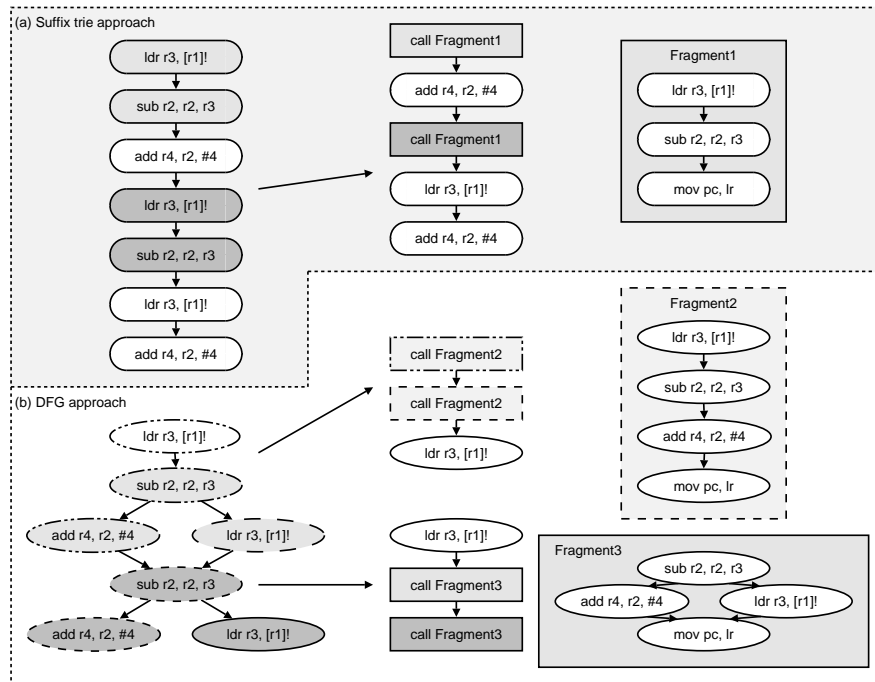 (a) Suffix trie approach
ldr r3, [r1]!
sub r2, r2, r3
add r4, r2, #4
ldr r3, [r1]!
sub r2, r2, r3
ldr r3, [r1]!
add r4, r2, #4
call Fragment1
add r4, r2, #4
call Fragment1
ldr r3, [r1]!
add r4, r2, #4
Fragment1
ldr r3, [r1]!
sub r2, r2, r3
mov pc, lr
(b) DFG approach
ldr r3, [r1]!
sub r2, r2, r3
add r4, r2, #4
ldr r3, [r1]!
sub r2, r2, r3
add r4, r2, #4
ldr r3, [r1]!
call Fragment2
call Fragment2
ldr r3, [r1]!
Fragment2
ldr r3, [r1]!
sub r2, r2, r3
add r4, r2, #4
mov pc, lr
ldr r3, [r1]!
call Fragment3
call Fragment3
Fragment3
sub r2, r2, r3
add r4, r2, #4
ldr r3, [r1]!
mov pc, lr